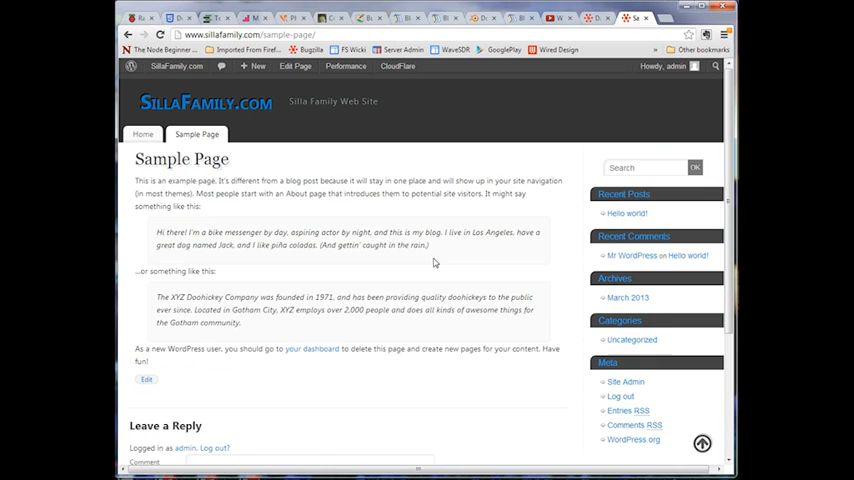 www.sillafamily.com/sample-page/
The Node Beginner ... Imported From Firef... Bugzilla FS Wicki Server Admin WaveSDR GooglePlay Wired Design » Other bookmarks
SillaFamily.com + New Edit Page Performance CloudFlare Howdy, admin
SILLAFAMILY.COM Silla Family Web Site
Home Sample Page
Sample Page
This is an example page. It's different from a blog post because it will stay in one place and will show up in your site navigation
(in most themes). Most people start with an About page that introduces them to potential site visitors. It might say
something like this:
Hi there! I'm a bike messenger by day, aspiring actor by night, and this is my blog. I live in Los Angeles, have a
great dog named Jack, and I like piña coladas. (And gettin' caught in the rain.)
...or something like this:
The XYZ Doohickey Company was founded in 1971, and has been providing quality doohickeys to the public
ever since. Located in Gotham City, XYZ employs over 2,000 people and does all kinds of awesome things for
the Gotham community.
As a new WordPress user, you should go to your dashboard to delete this page and create new pages for your content. Have
fun!
Edit
Leave a Reply
Logged in as admin. Log out?
Comment
Search OK
Recent Posts
Hello world!
Recent Comments
Mr WordPress on Hello world!
Archives
March 2013
Categories
Uncategorized
Meta
Site Admin
Log out
Entries RSS
Comments RSS
WordPress.org